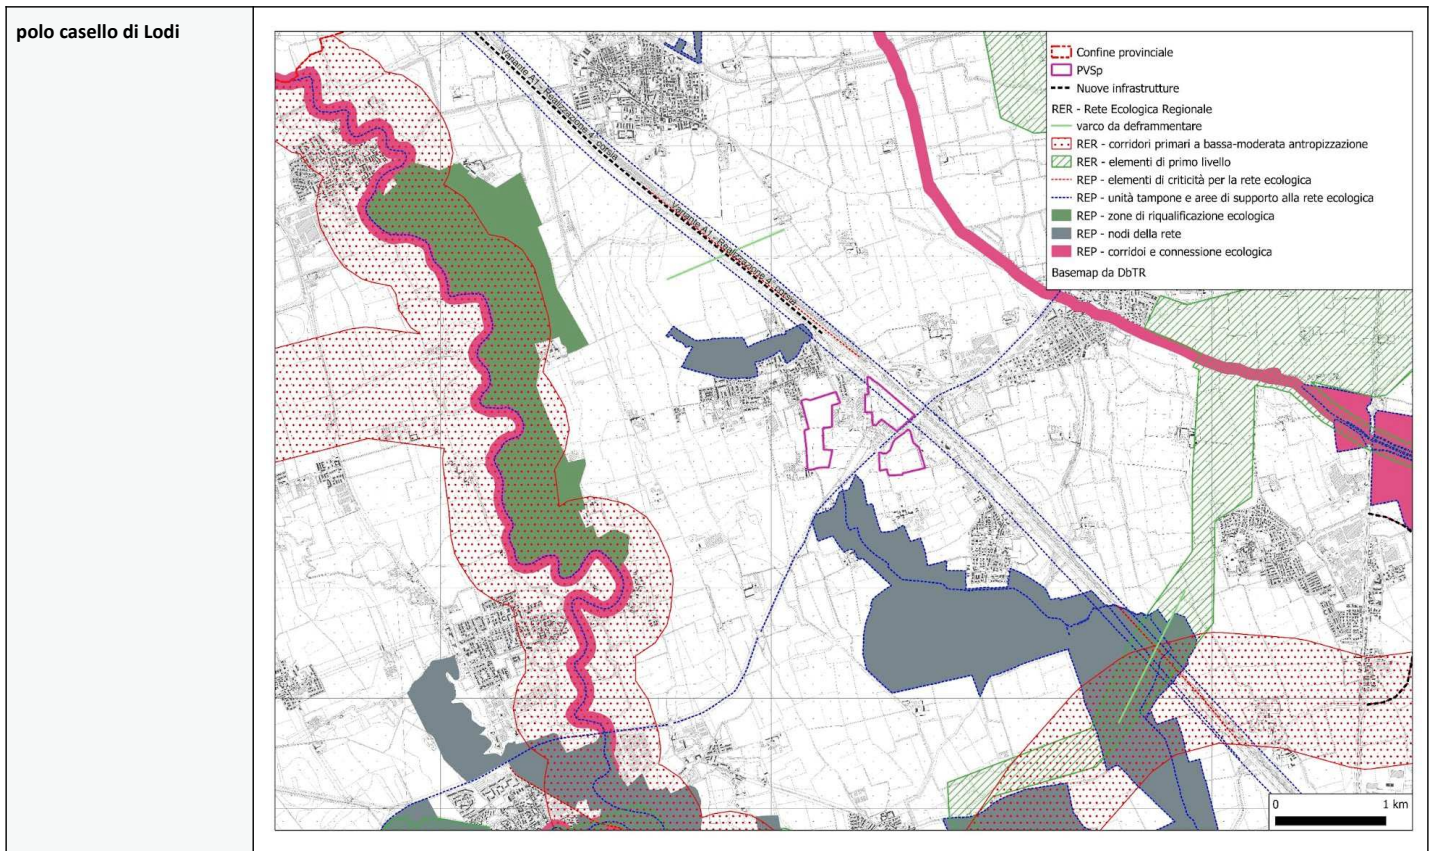 polo casello di Lodi
Confine provinciale
PVSp
Nuove infrastrutture
RER - Rete Ecologica Regionale
varco da deframmentare
RER - corridori primari a bassa-moderata antropizzazione
RER - elementi di primo livello
REP - elementi di criticità per la rete ecologica
REP - unità tampone e aree di supporto alla rete ecologica
REP - zone di riqualificazione ecologica
REP - nodi della rete
REP - corridoi e connessione ecologica
Basemap da DbTR
0
1 km